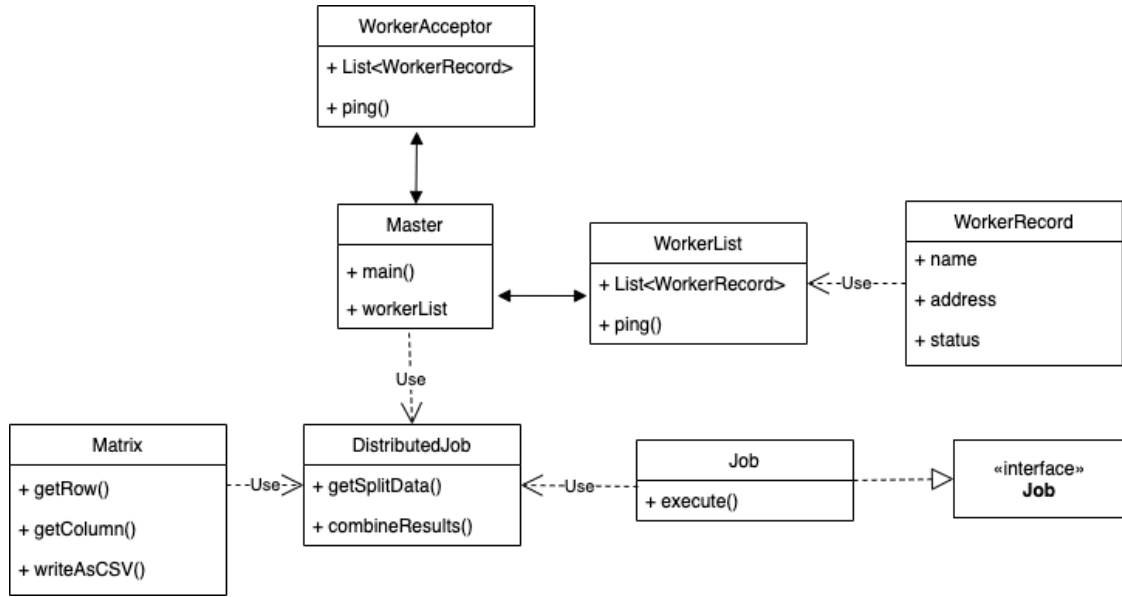 WorkerAcceptor
+ List<WorkerRecord>
+ ping()
Master
+ main()
+ workerList
WorkerList
+ List<WorkerRecord>
+ ping()
Use
WorkerRecord
+ name
+ address
+ status
Use
Matrix
+ getRow()
+ getColumn()
+ writeAsCSV()
Use
DistributedJob
+ getSplitData()
+ combineResults()
Use
Job
+ execute()
«interface»
Job